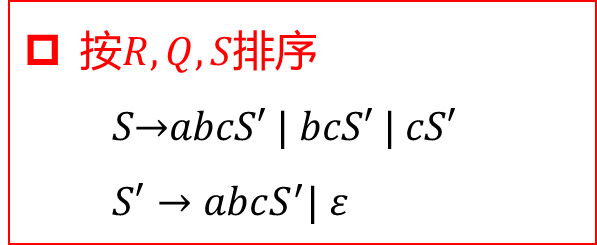 按R, Q, S排序
S→abcS′ | bcS′ | cS′
S′ → abcS′| ε